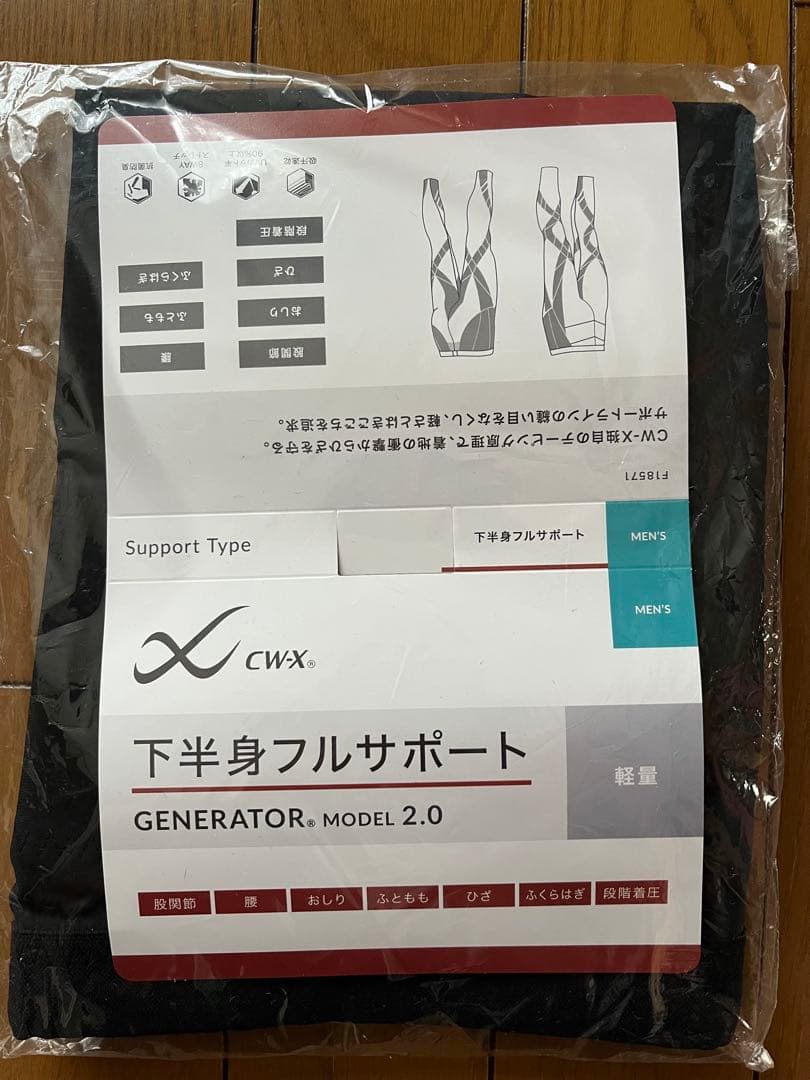 吸汗速乾
UVカット率
90%以上
8WAY
ストレッチ
抗菌防臭
段階着圧
ひざ
ふくらはぎ
おしり
ふともも
股関節
腰
CW-X独自のテーピング原理で、着地の衝撃からひざを守る。
サポートラインの縫い目をなくし、軽さとはきごこちを追求。
F18571
Support Type
下半身フルサポート
MEN'S
MEN'S
CW-X®
下半身フルサポート
軽量
GENERATOR® MODEL 2.0
股関節 腰 おしり ふともも ひざ ふくらはぎ 段階着圧